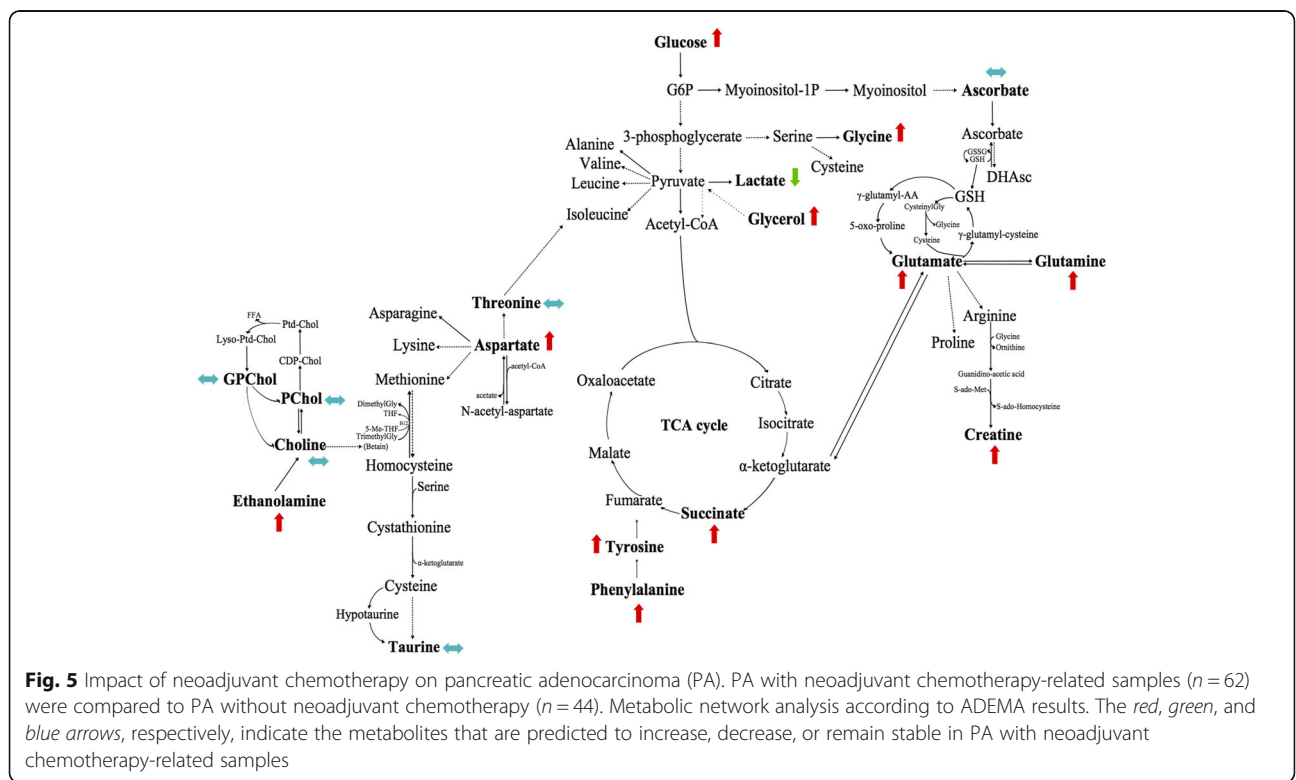 Glucose
G6P
Myoinositol-1P
Myoinositol
Ascorbate
3-phosphoglycerate
Serine
Glycine
Ascorbate
Alanine
Valine
Leucine
Isoleucine
Cysteine
GSSG
GSH
DHAsc
Pyruvate
Lactate
Acetyl-CoA
Glycerol
γ-glutamyl-AA
GSH
CysteinylGly
Glycine
5-oxo-proline
Cysteine
γ-glutamyl-cysteine
Glutamate
Glutamine
Threonine
Asparagine
Lysine
Aspartate
Methionine
acetyl-CoA
acetate
N-acetyl-aspartate
Arginine
Proline
Glycine
Ornithine
Guanidino-acetic acid
S-ado-Met
S-ado-Homocysteine
Creatine
FFA
Ptd-Chol
Lyso-Ptd-Chol
CDP-Chol
GPChol
PChol
Choline
Ethanolamine
DimethylGly
THF
B12
5-Me-THF
TrimethylGly
(Betain)
Homocysteine
Serine
Cystathionine
α-ketoglutarate
Cysteine
Hypotaurine
Taurine
Oxaloacetate
Citrate
Isocitrate
TCA cycle
Malate
α-ketoglutarate
Fumarate
Succinate
Tyrosine
Phenylalanine
Fig. 5 Impact of neoadjuvant chemotherapy on pancreatic adenocarcinoma (PA). PA with neoadjuvant chemotherapy-related samples (n = 62)
were compared to PA without neoadjuvant chemotherapy (n = 44). Metabolic network analysis according to ADEMA results. The red, green, and
blue arrows, respectively, indicate the metabolites that are predicted to increase, decrease, or remain stable in PA with neoadjuvant
chemotherapy-related samples